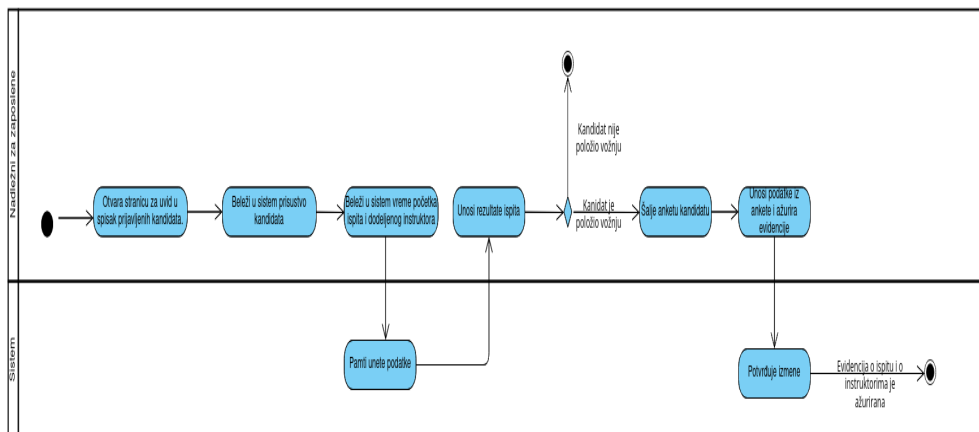 Nadležni za zaposlene
Kandidat nije
položio vožnju
Otvara stranicu za uvid u
spisak prijavljenih kandidata.
Beleži u sistem prisustvo
kandidata
Beleži u sistem vreme početka
ispita i dodeljenog instruktora
Unosi rezultate ispita
Kandidat je
položio vožnju
Šalje anketu kandidatu
Unosi podatke iz
ankete i ažurira
evidencije
Sistem
Pamti unete podatke
Potvrđuje izmene
Evidencija o ispitu i o
instruktorima je
ažurirana